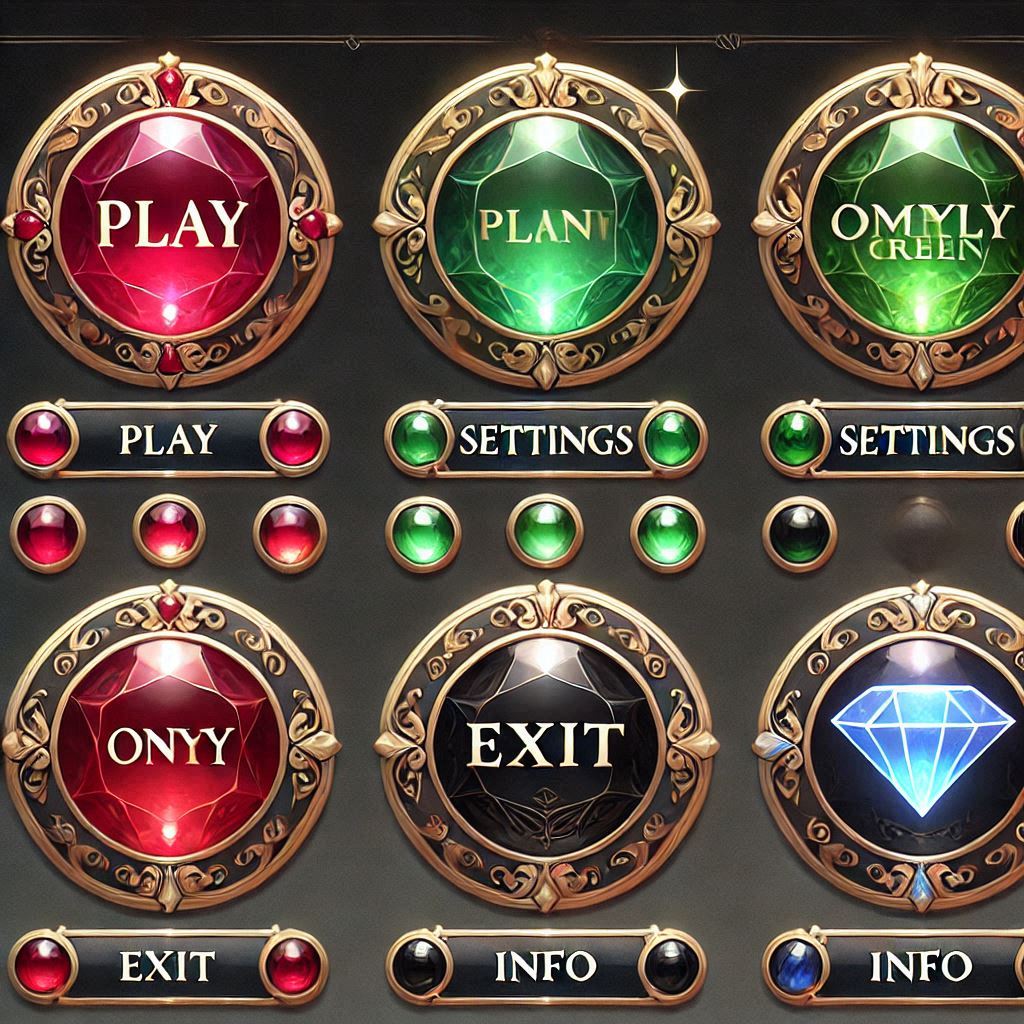 PLAY
PLANT
OMYLY
CREEN
PLAY
SETTINGS
SETTINGS
ONYY
EXIT
EXIT
INFO
INFO